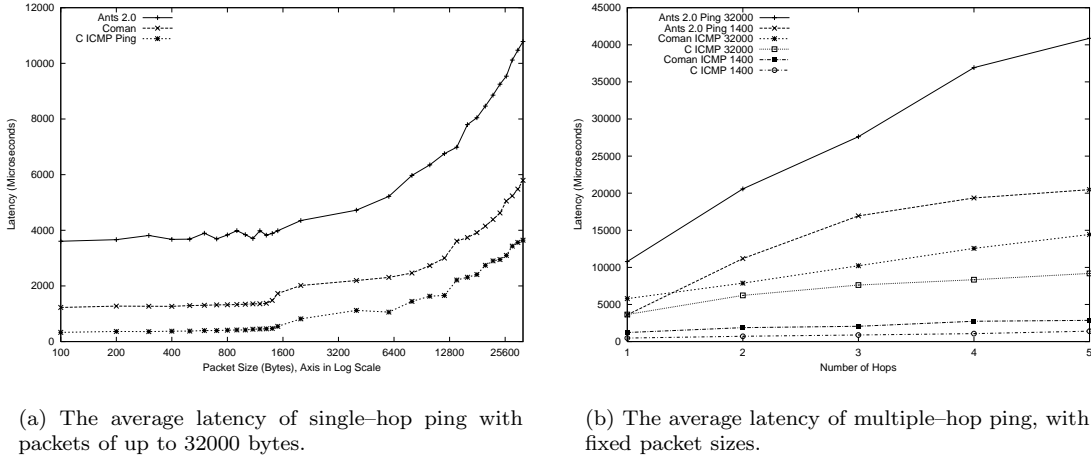 12000
10000
8000
6000
4000
2000
0
Latency (Microseconds)
Ants 2.0
Coman
C ICMP Ping
100 200 400 800 1600 3200 6400 12800 25600
Packet Size (Bytes), Axis in Log Scale
(a) The average latency of single–hop ping with
packets of up to 32000 bytes.
45000
40000
35000
30000
25000
20000
15000
10000
5000
0
Latency (Microseconds)
Ants 2.0 Ping 32000
Ants 2.0 Ping 1400
Coman ICMP 32000
C ICMP 32000
Coman ICMP 1400
C ICMP 1400
1 2 3 4 5
Number of Hops
(b) The average latency of multiple–hop ping, with
fixed packet sizes.